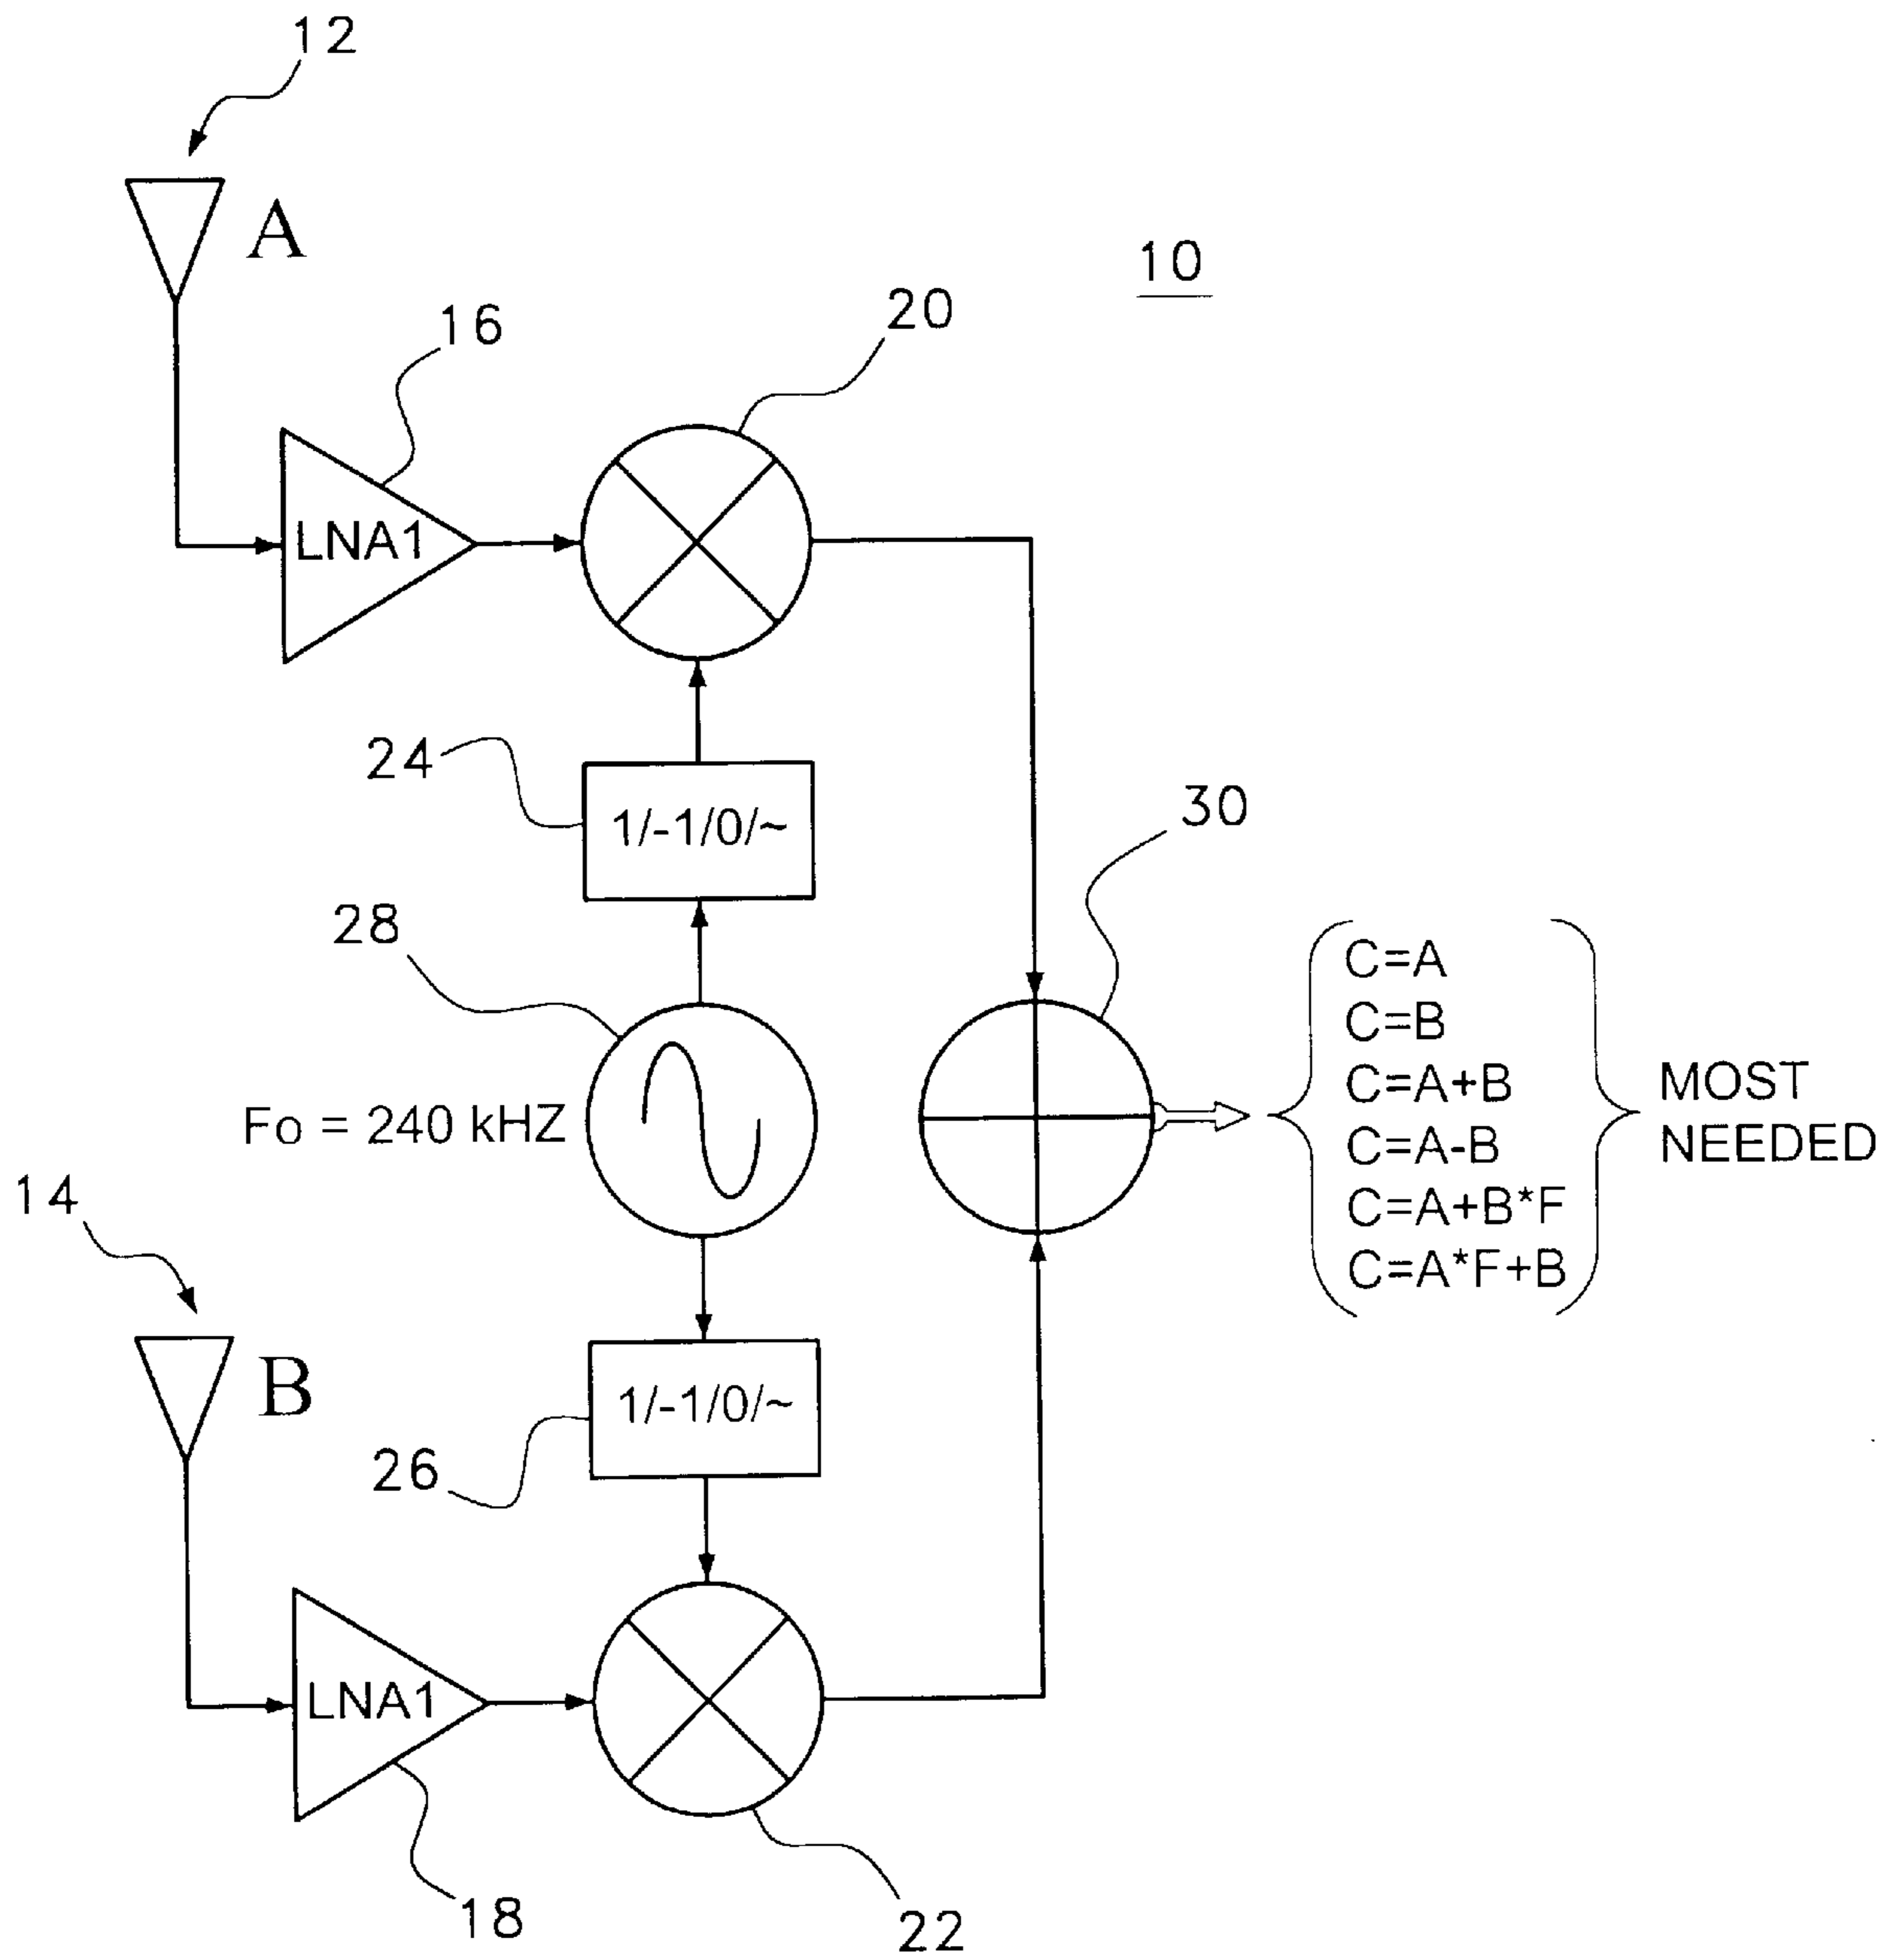 12
A
10
20
16
LNA1
24
1/-1/0/~
30
28
C=A
C=B
C=A+B
C=A-B
C=A+B*F
C=A*F+B
MOST
NEEDED
Fo = 240 kHZ
14
B
1/-1/0/~
26
LNA1
18
22